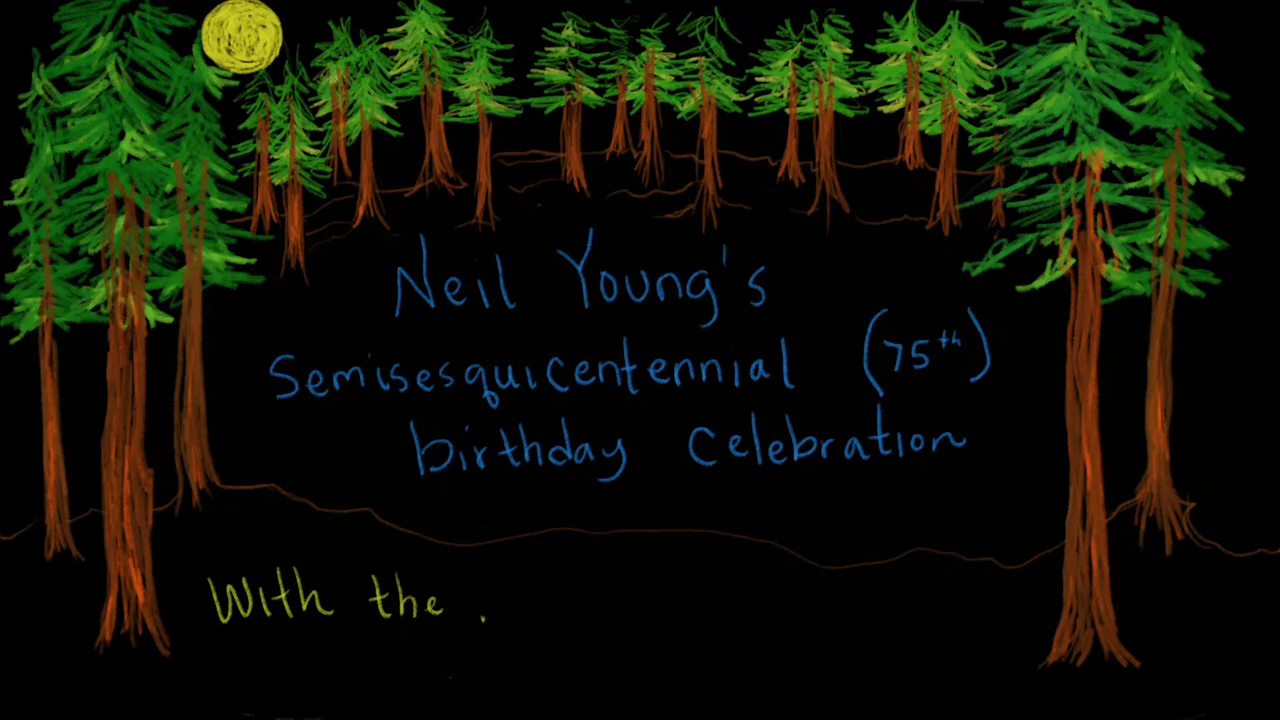 Neil Young's
Semisesquicentennial (75th)
birthday Celebration
With the .